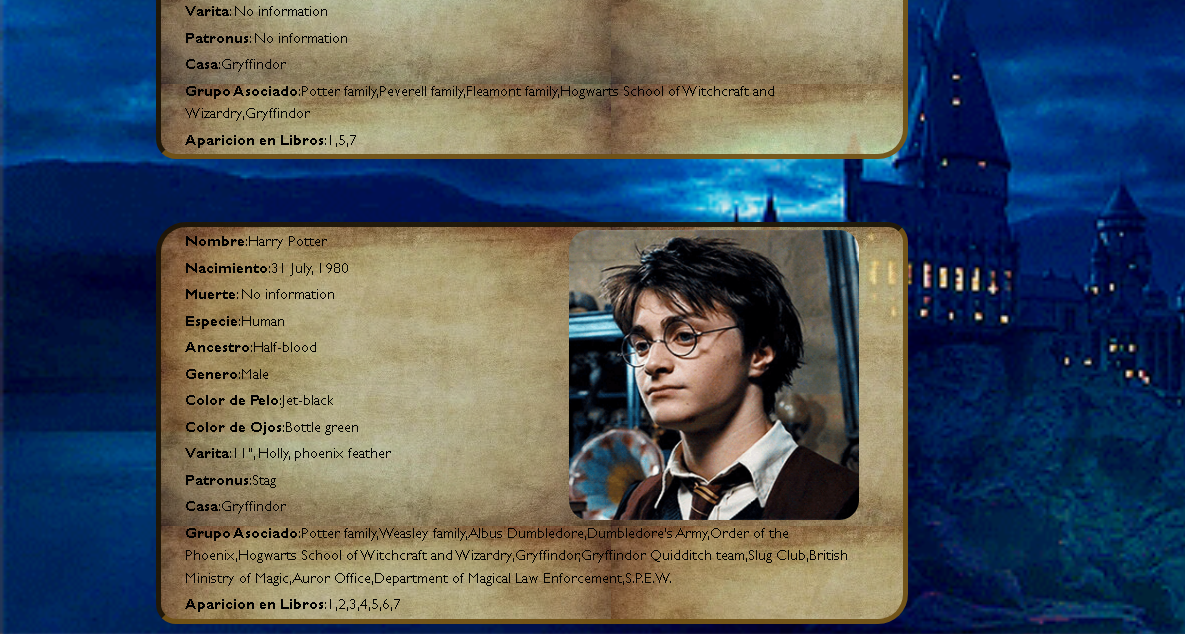 Varita: No information
Patronus: No information
Casa:Gryffindor
Grupo Asociado:Potter family,Peverell family,Fleamont family,Hogwarts School of Witchcraft and
Wizardry,Gryffindor
Aparicion en Libros:1,5,7
Nombre:Harry Potter
Nacimiento:31 July, 1980
Muerte: No information
Especie:Human
Ancestro:Half-blood
Genero:Male
Color de Pelo:Jet-black
Color de Ojos:Bottle green
Varita:11", Holly, phoenix feather
Patronus:Stag
Casa:Gryffindor
Grupo Asociado:Potter family,Weasley family,Albus Dumbledore,Dumbledore's Army,Order of the
Phoenix,Hogwarts School of Witchcraft and Wizardry,Gryffindor,Gryffindor Quidditch team,Slug Club,British
Ministry of Magic,Auror Office,Department of Magical Law Enforcement,S.P.E.W.
Aparicion en Libros:1,2,3,4,5,6,7